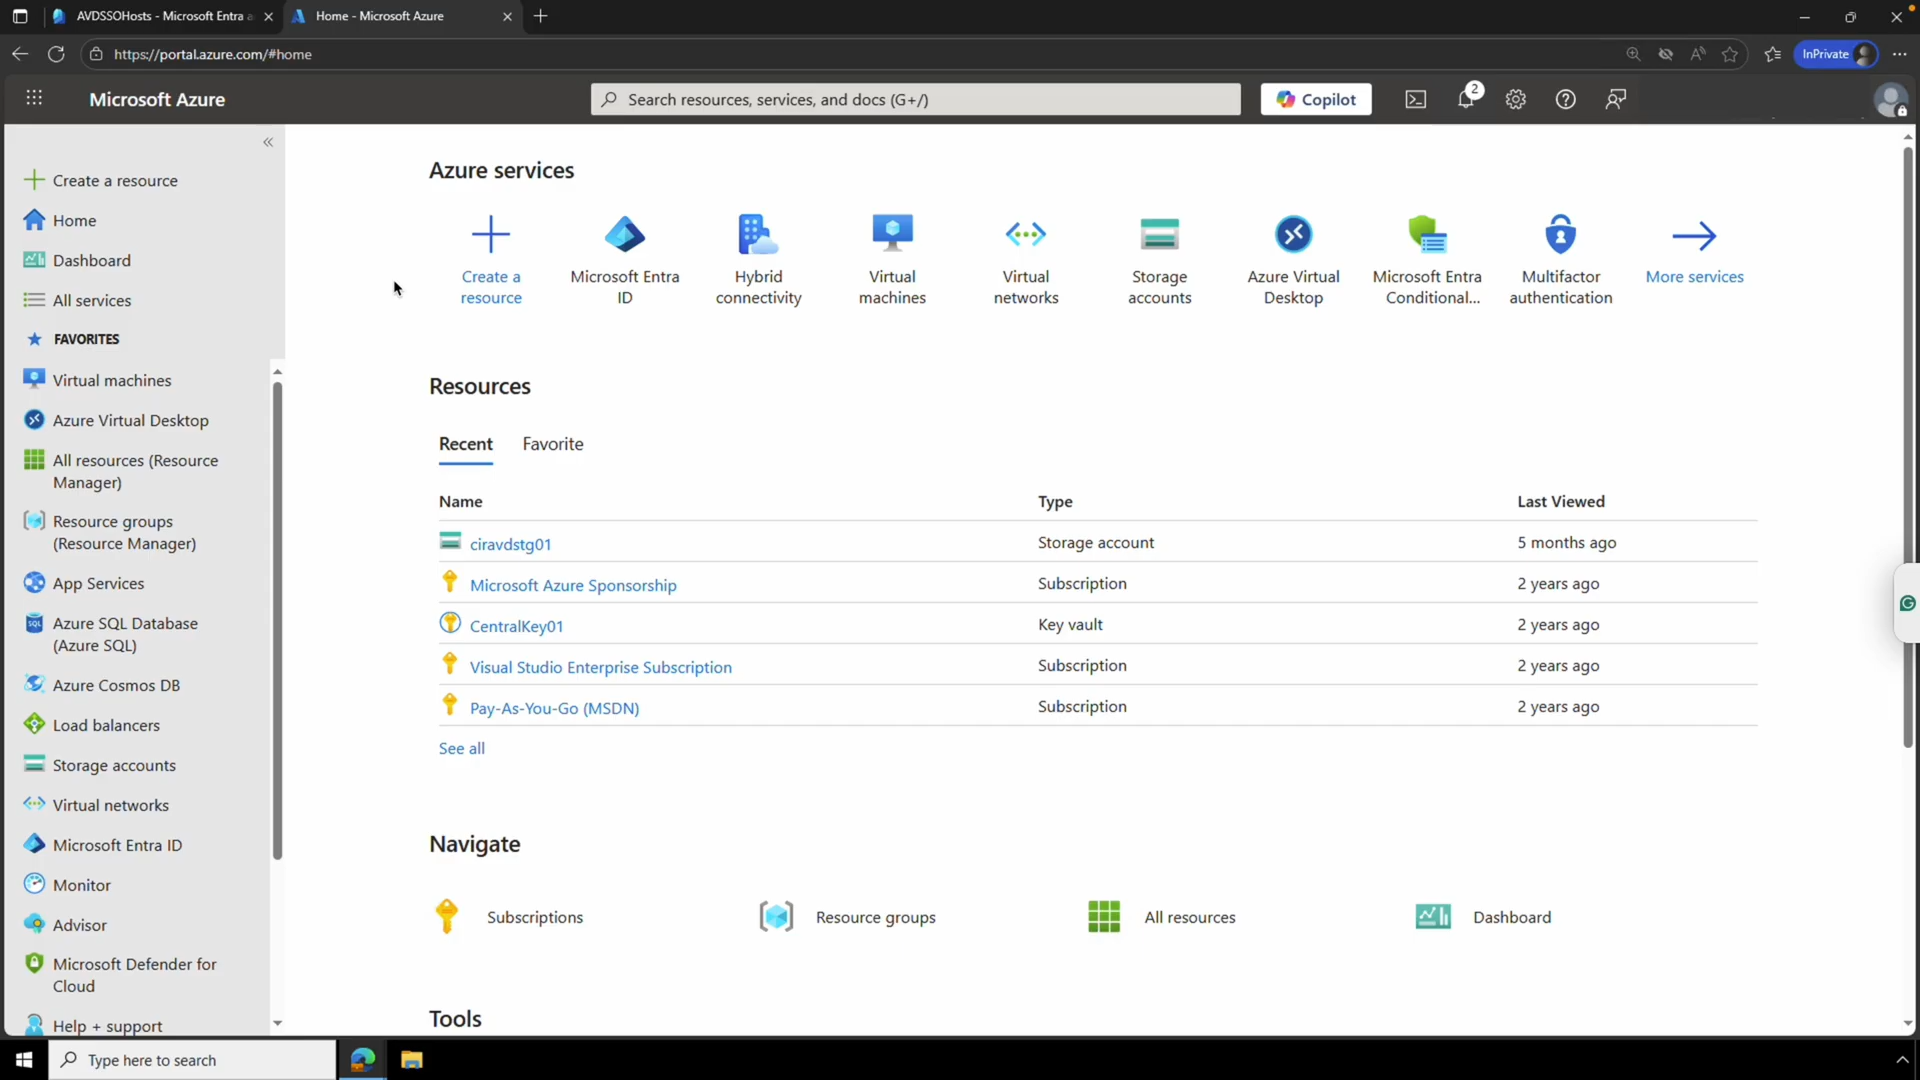 AVDSSOHosts - Microsoft Entra a
Home - Microsoft Azure
https://portal.azure.com/#home
InPrivate
Microsoft Azure
Search resources, services, and docs (G+/)
Copilot
2
Create a resource
Home
Dashboard
All services
FAVORITES
Virtual machines
Azure Virtual Desktop
All resources (Resource
Manager)
Resource groups
(Resource Manager)
App Services
Azure SQL Database
(Azure SQL)
Azure Cosmos DB
Load balancers
Storage accounts
Virtual networks
Microsoft Entra ID
Monitor
Advisor
Microsoft Defender for
Cloud
Help + support
Azure services
Create a
resource
Microsoft Entra
ID
Hybrid
connectivity
Virtual
machines
Virtual
networks
Storage
accounts
Azure Virtual
Desktop
Microsoft Entra
Conditional...
Multifactor
authentication
More services
Resources
Recent Favorite
Name Type Last Viewed
ciravdstg01 Storage account 5 months ago
Microsoft Azure Sponsorship Subscription 2 years ago
CentralKey01 Key vault 2 years ago
Visual Studio Enterprise Subscription Subscription 2 years ago
Pay-As-You-Go (MSDN) Subscription 2 years ago
See all
Navigate
Subscriptions Resource groups All resources Dashboard
Tools
Type here to search